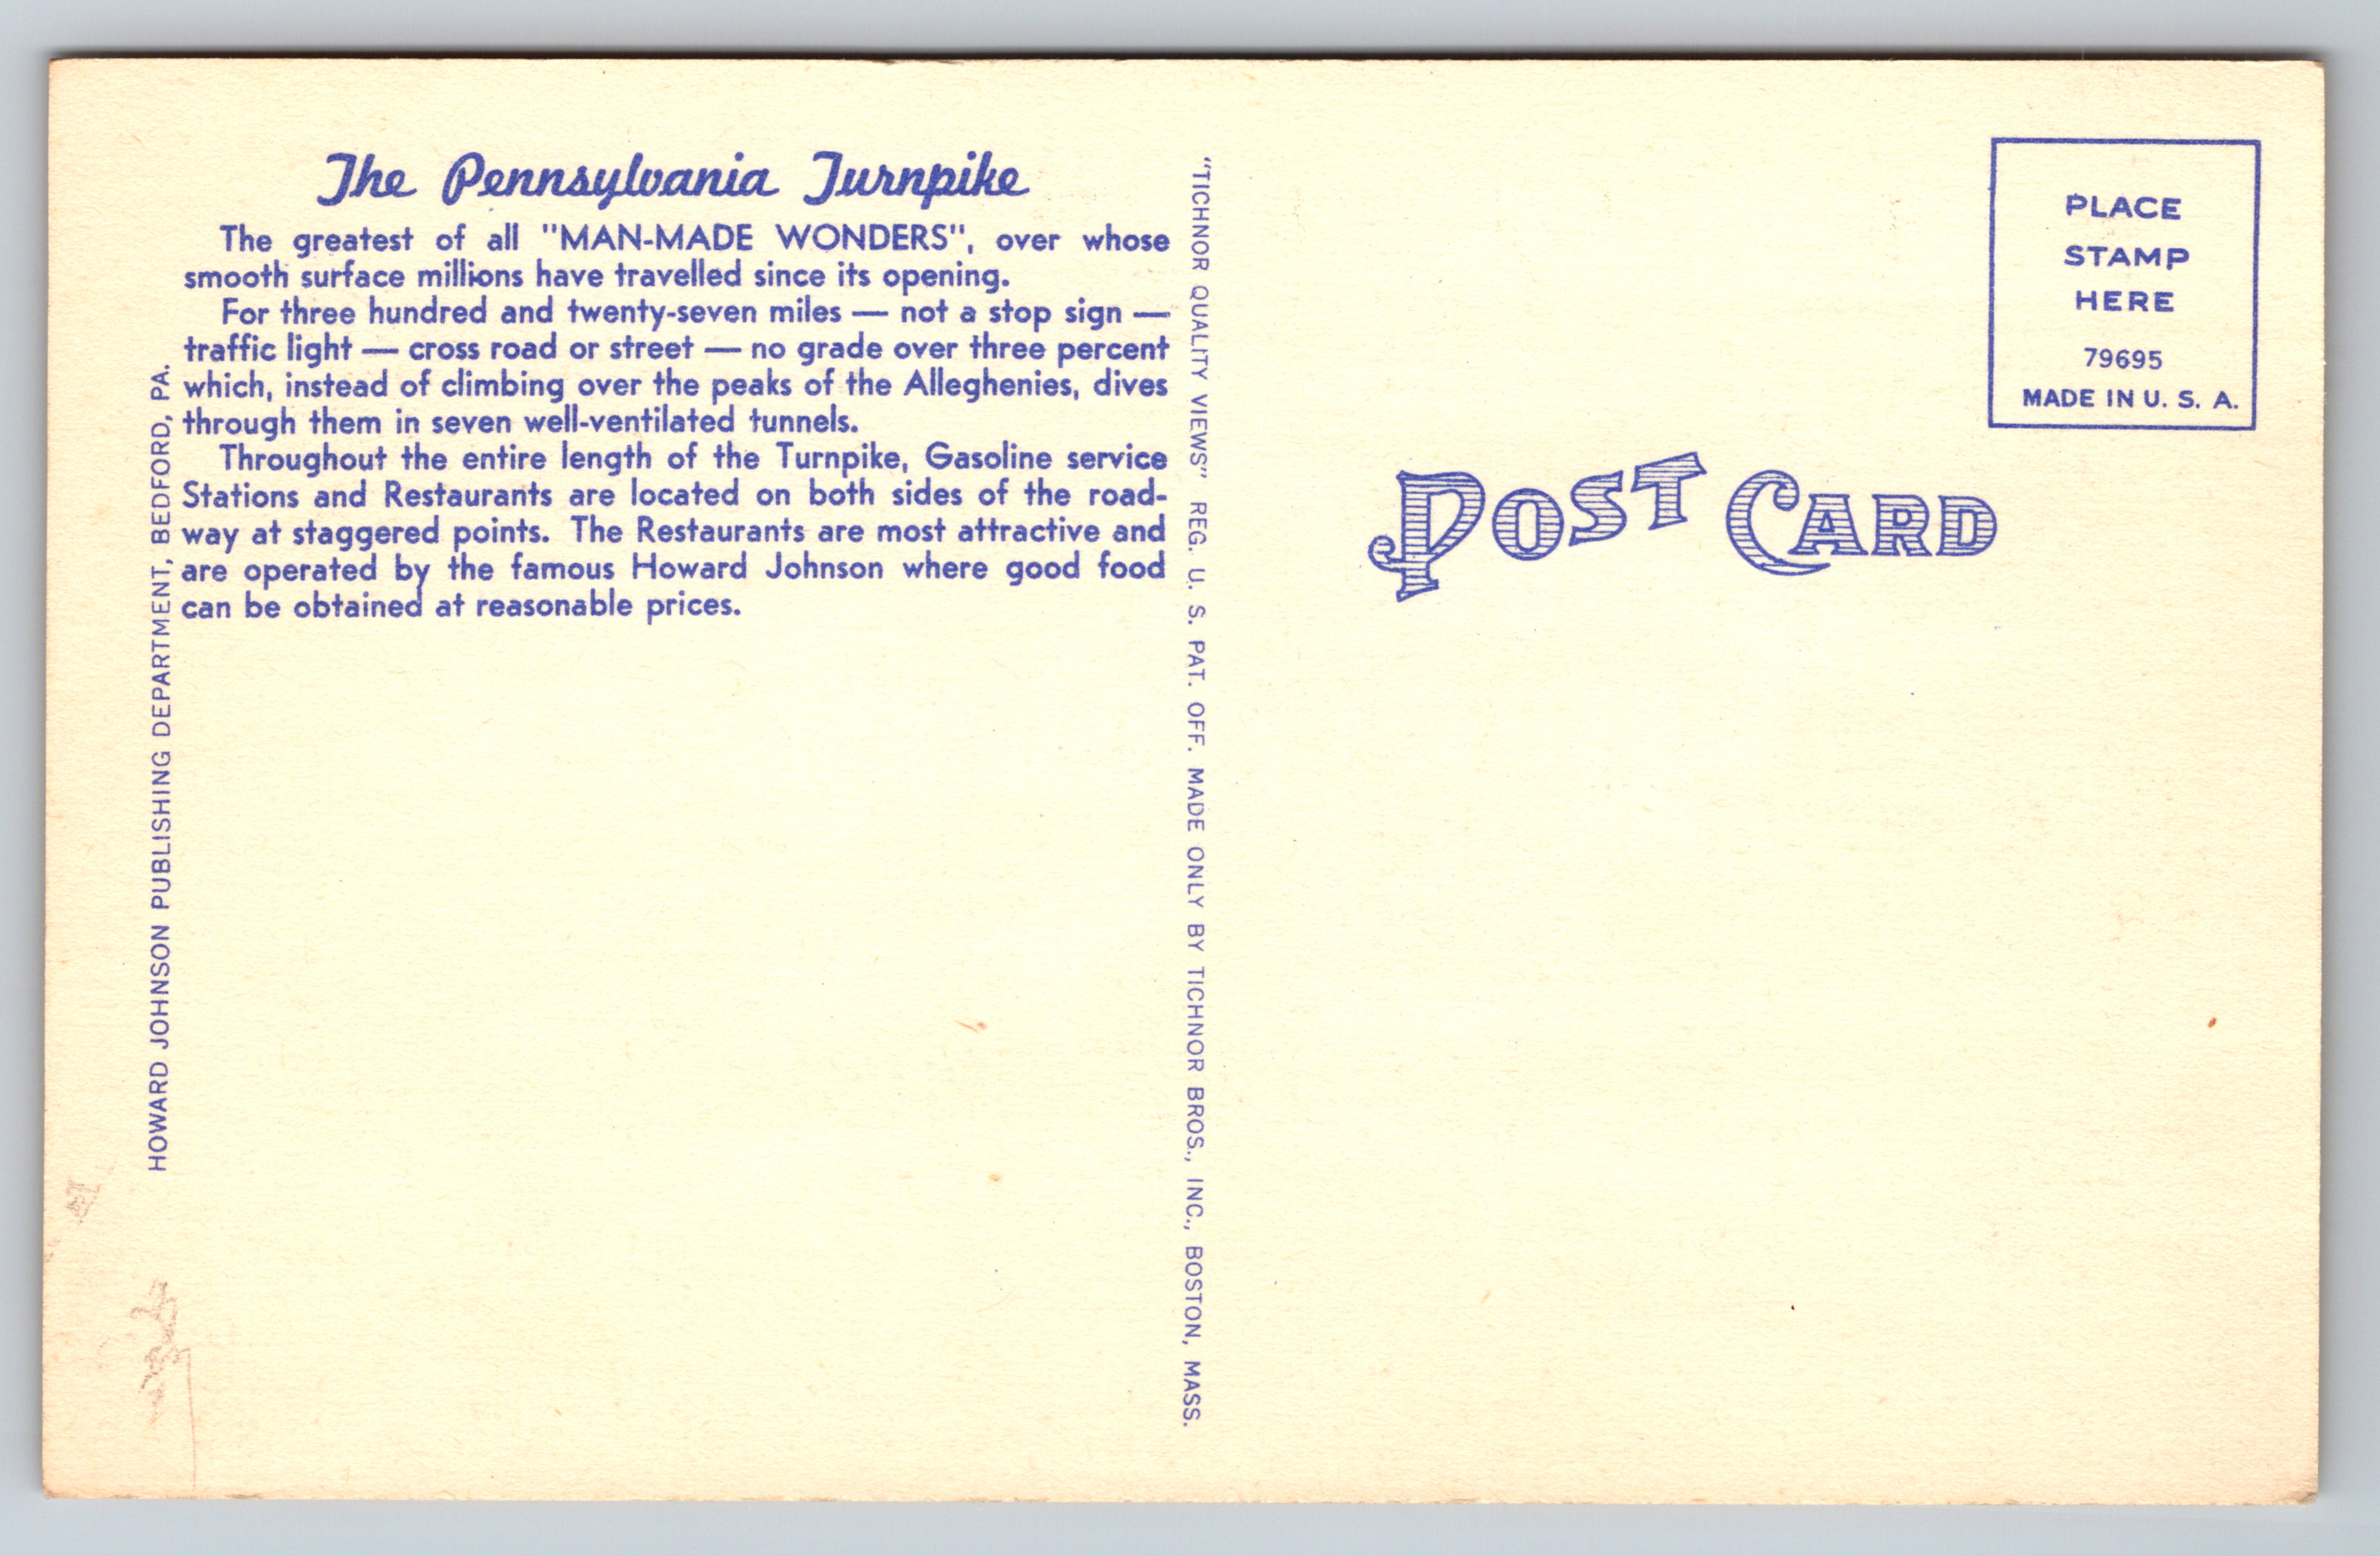 The Pennsylvania Turnpike
The greatest of all "MAN-MADE WONDERS", over whose
smooth surface millions have travelled since its opening.
For three hundred and twenty-seven miles — not a stop sign —
traffic light — cross road or street — no grade over three percent
which, instead of climbing over the peaks of the Alleghenies, dives
through them in seven well-ventilated tunnels.
Throughout the entire length of the Turnpike, Gasoline service
Stations and Restaurants are located on both sides of the road-
way at staggered points. The Restaurants are most attractive and
are operated by the famous Howard Johnson where good food
can be obtained at reasonable prices.
HOWARD JOHNSON PUBLISHING DEPARTMENT, BEDFORD, PA.
"TICHNOR QUALITY VIEWS" REG. U. S. PAT. OFF. MADE ONLY BY TICHNOR BROS., INC., BOSTON, MASS.
PLACE
STAMP
HERE
79695
MADE IN U. S. A.
POST CARD